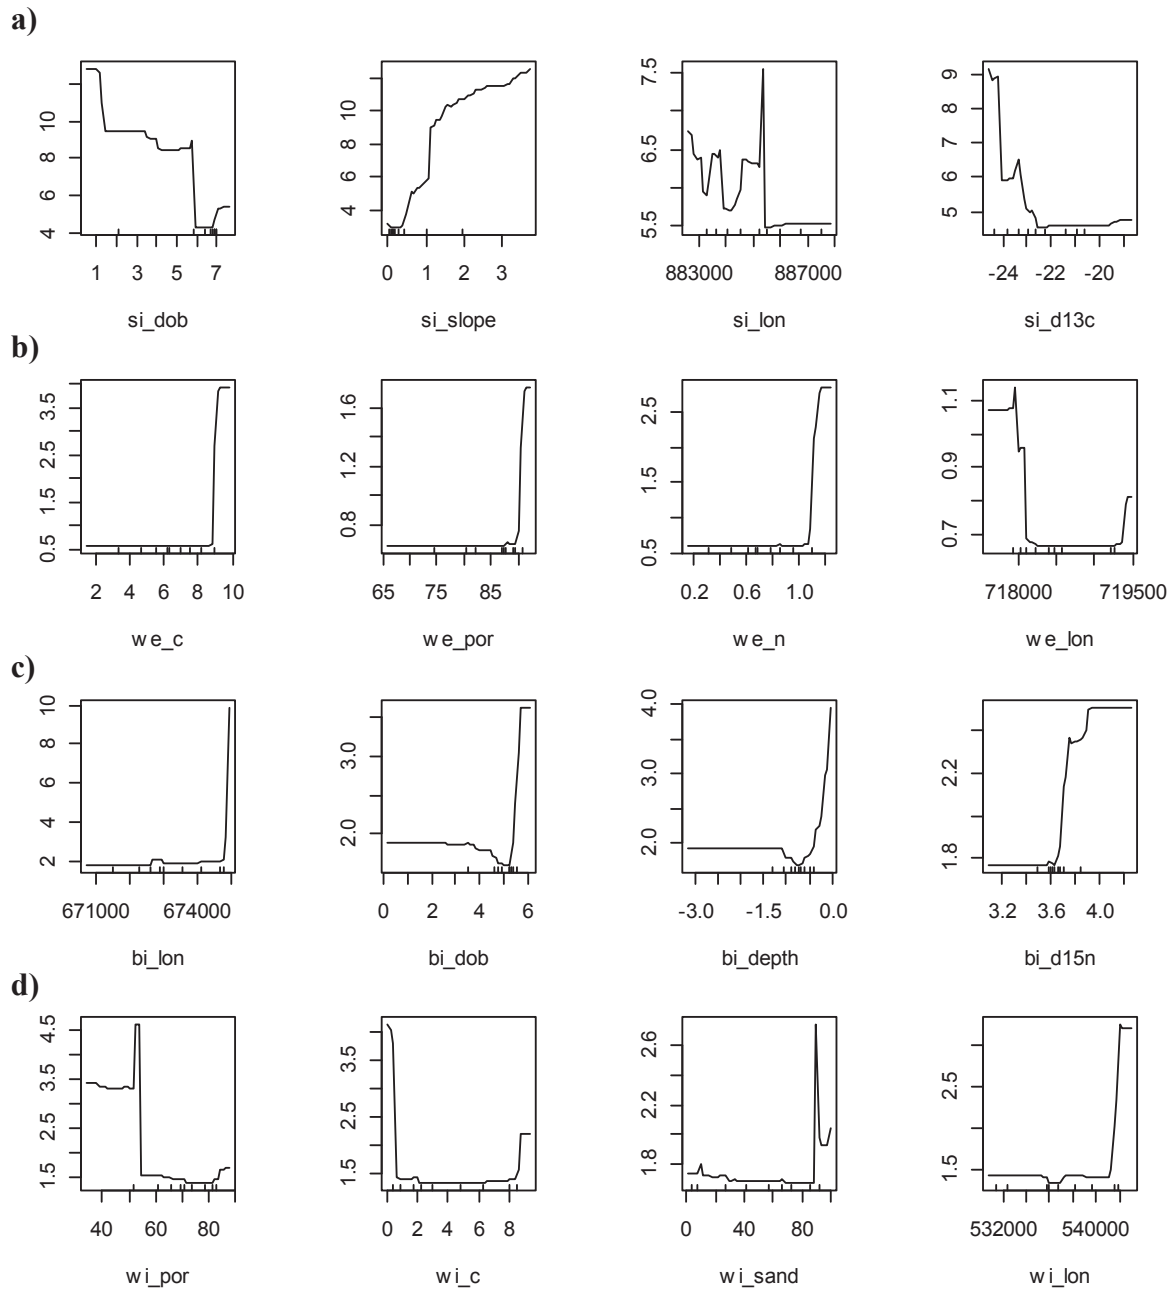 a)
4 6 8 10
1 3 5 7
si_dob
4 6 8 10
0 1 2 3
si_slope
5.5 6.5 7.5
883000 887000
si_lon
5 6 7 8 9
-24 -22 -20
si_d13c
b)
0.5 1.5 2.5 3.5
2 4 6 8 10
we_c
0.8 1.2 1.6
65 75 85
we_por
0.5 1.5 2.5
0.2 0.6 1.0
we_n
0.7 0.9 1.1
718000 719500
we_lon
c)
2 4 6 8 10
671000 674000
bi_lon
2.0 3.0
0 2 4 6
bi_dob
2.0 3.0 4.0
-3.0 -1.5 0.0
bi_depth
1.8 2.2
3.2 3.6 4.0
bi_d15n
d)
1.5 2.5 3.5 4.5
40 60 80
wi_por
1.5 2.5 3.5
0 2 4 6 8
wi_c
1.8 2.2 2.6
0 40 80
wi_sand
1.5 2.5
532000 540000
wi_lon